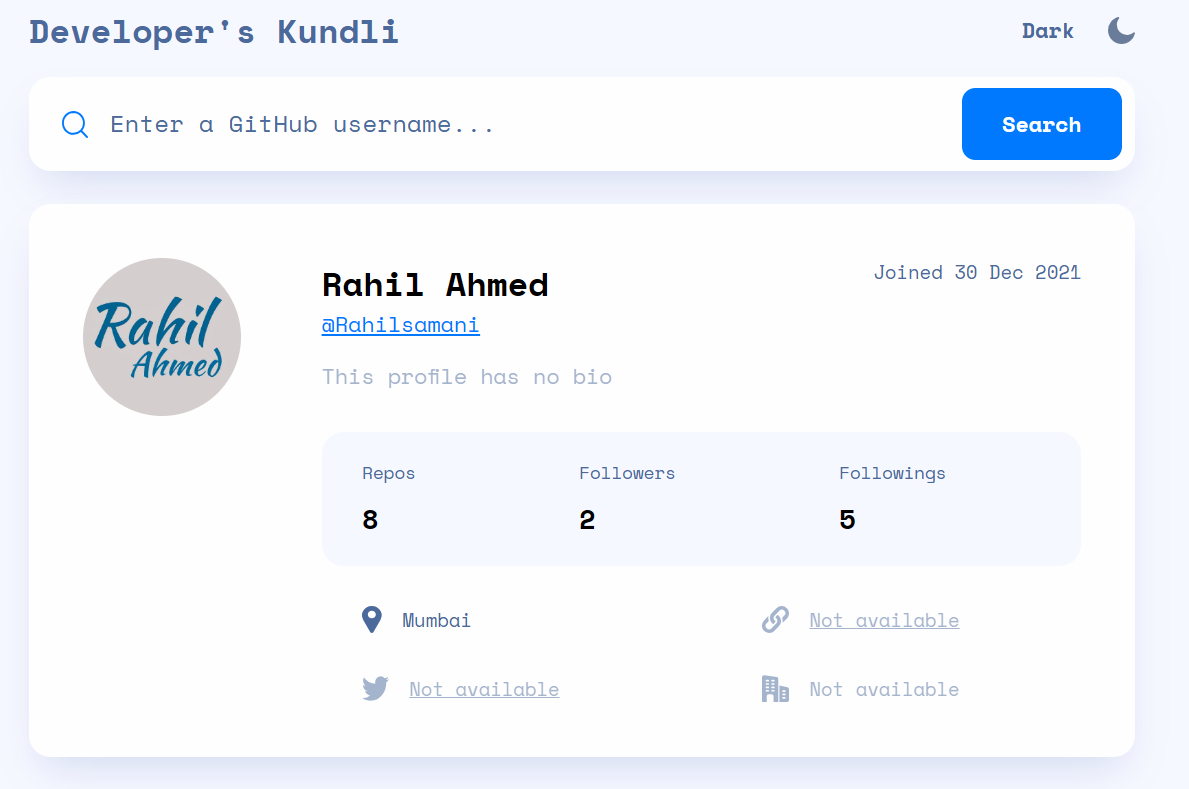 Developer's Kundli
Dark
Enter a GitHub username...
Search
Rahil
Ahmed
Rahil Ahmed
Joined 30 Dec 2021
@Rahilsamani
This profile has no bio
Repos Followers Followings
8 2 5
Mumbai Not available
Not available Not available